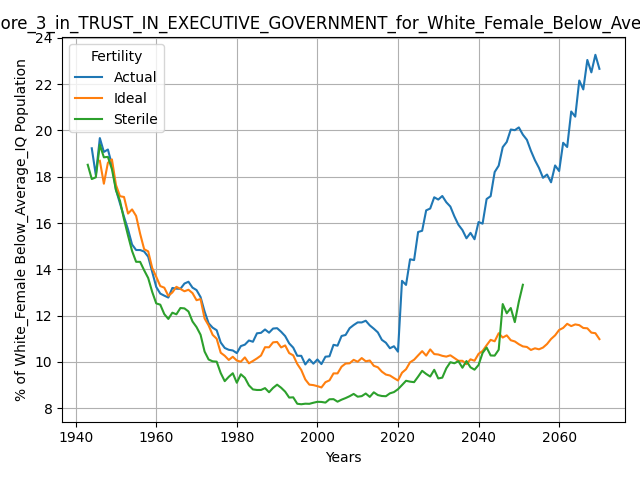 ore_3_in_TRUST_IN_EXECUTIVE_GOVERNMENT_for_White_Female_Below_Ave
% of White_Female Below_Average_IQ Population
24
22
20
18
16
14
12
10
8
Fertility
Actual
Ideal
Sterile
1940
1960
1980
2000
2020
2040
2060
Years